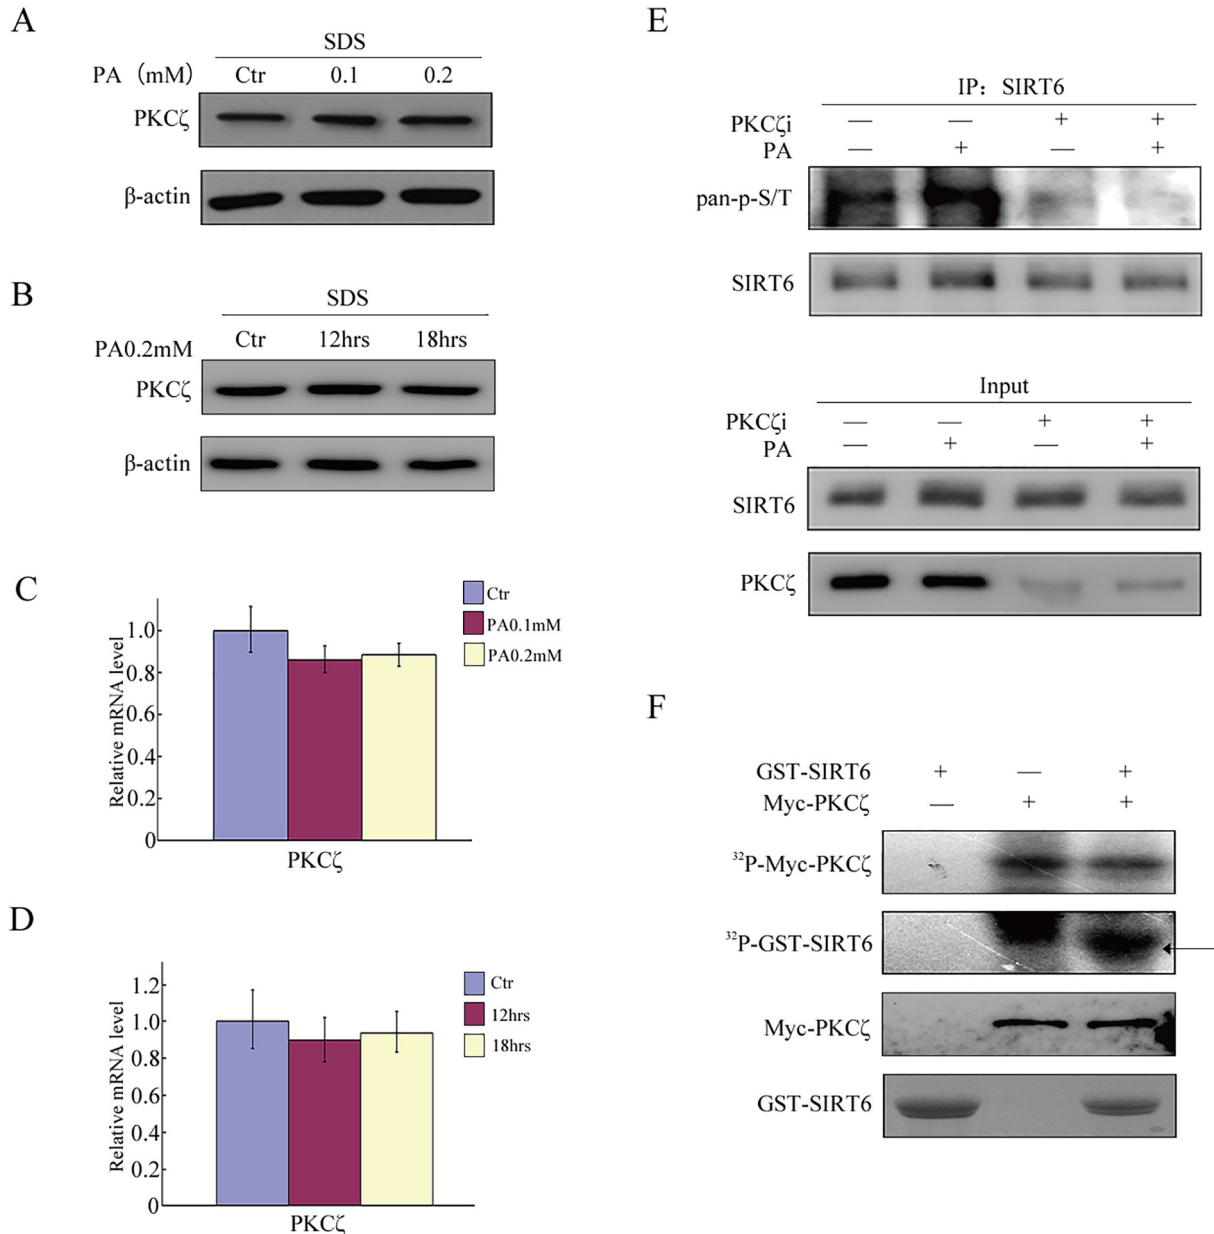 A
SDS
PA（mM） Ctr 0.1 0.2
PKCζ
β-actin
B
SDS
PA0.2mM Ctr 12hrs 18hrs
PKCζ
β-actin
C
Relative mRNA level
1.0
0.8
0.6
0.4
0.2
0
PKCζ
Ctr
PA0.1mM
PA0.2mM
D
Relative mRNA level
1.2
1.0
0.8
0.6
0.4
0.2
0
PKCζ
Ctr
12hrs
18hrs
E
IP：SIRT6
PKCζi — — + +
PA — + — +
pan-p-S/T
SIRT6
Input
PKCζi — — + +
PA — + — +
SIRT6
PKCζ
F
GST-SIRT6 + — +
Myc-PKCζ — + +
³²P-Myc-PKCζ
³²P-GST-SIRT6
Myc-PKCζ
GST-SIRT6